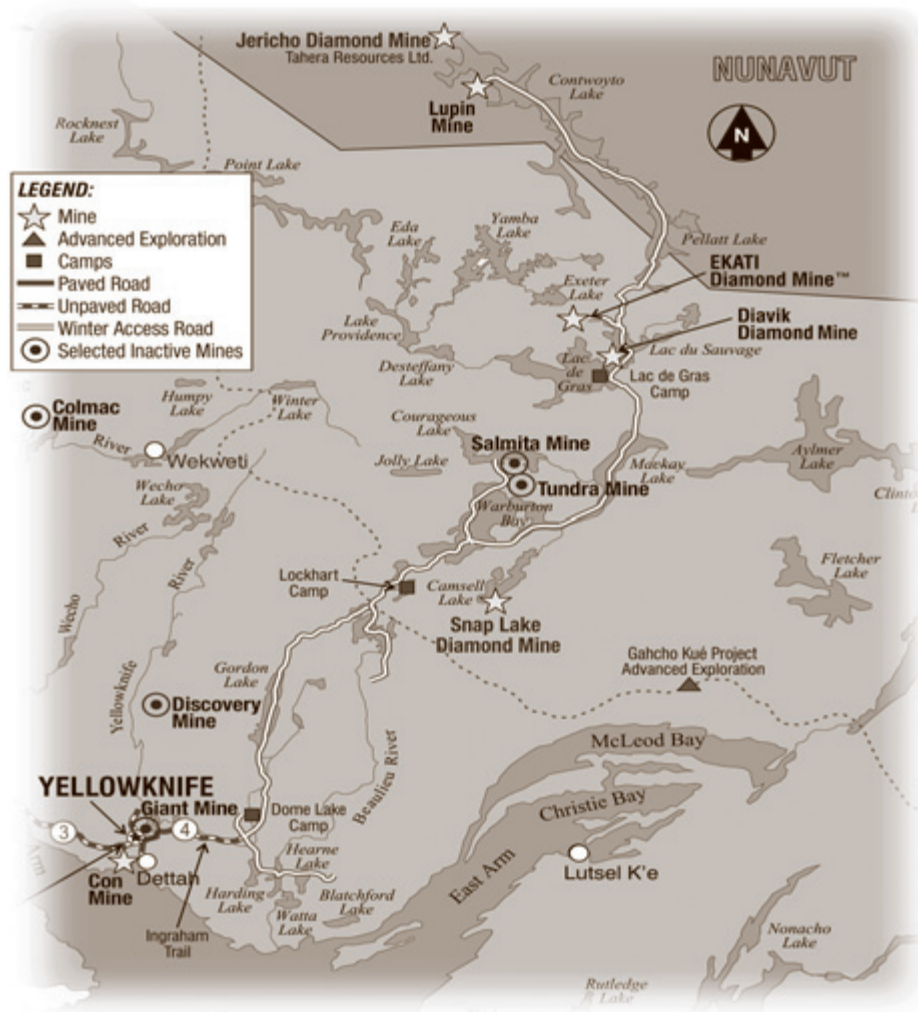 Jericho Diamond Mine
Tahera Resources Ltd.
NUNAVUT
Contwoyto
Lake
Lupin
Mine
N
Rocknest
Lake
Point Lake
LEGEND:
Mine
Advanced Exploration
Camps
Paved Road
Unpaved Road
Winter Access Road
Selected Inactive Mines
Eda
Lake
Yamba
Lake
Pellatt Lake
EKATI
Diamond Mine™
Exeter
Lake
Lake
Providence
Diavik
Diamond Mine
Lac du Sauvage
Desteffany
Lake
Lac
de
Gras
Lac de Gras
Camp
Humpy
Lake
Winter
Lake
Colmac
Mine
River
Wekweti
Courageous
Lake
Salmita Mine
Jolly Lake
Tundra Mine
Mackay
Lake
Aylmer
Lake
Wecho
Lake
Warburton
Bay
River
River
Wecho
Lockhart
Camp
Camsell
Lake
Fletcher
Lake
Snap Lake
Diamond Mine
Gahcho Kué Project
Advanced Exploration
Gordon
Lake
Yellowknife
Discovery
Mine
Beaulieu River
McLeod Bay
Christie Bay
YELLOWKNIFE
Giant Mine
3
4
Dome Lake
Camp
Arm
Con
Mine
Dettah
Hearne
Lake
Harding
Lake
Blatchford
Lake
Watta
Lake
Ingraham
Trail
East Arm
Lutsel K'e
Nonacho
Lake
Rutledge
Lake